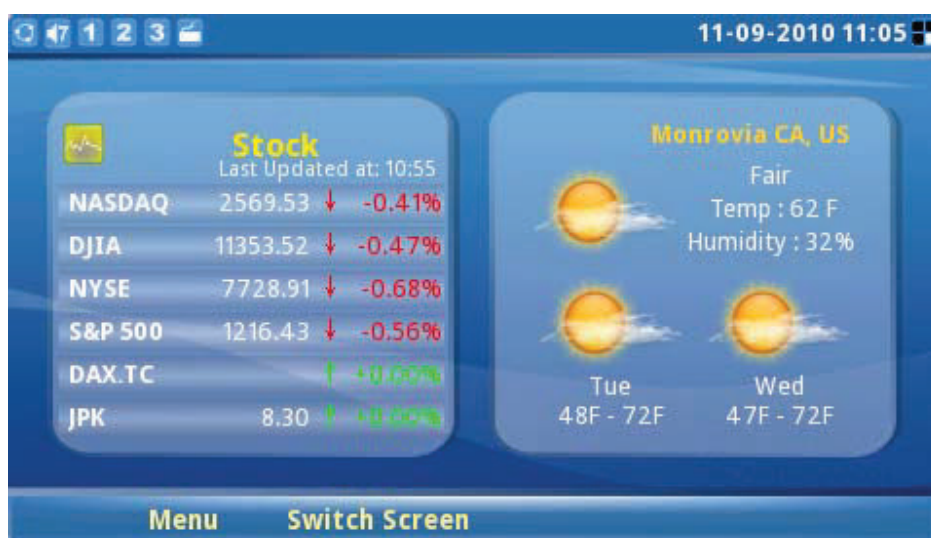 7 1 2 3 11-09-2010 11:05
Stock
Last Updated at: 10:55
NASDAQ 2569.53 -0.41%
DJIA 11353.52 -0.47%
NYSE 7728.91 -0.68%
S&P 500 1216.43 -0.56%
DAX.TC +0.00%
JPK 8.30 +0.00%
Monrovia CA, US
Fair
Temp : 62 F
Humidity : 32%
Tue Wed
48F - 72F 47F - 72F
Menu Switch Screen